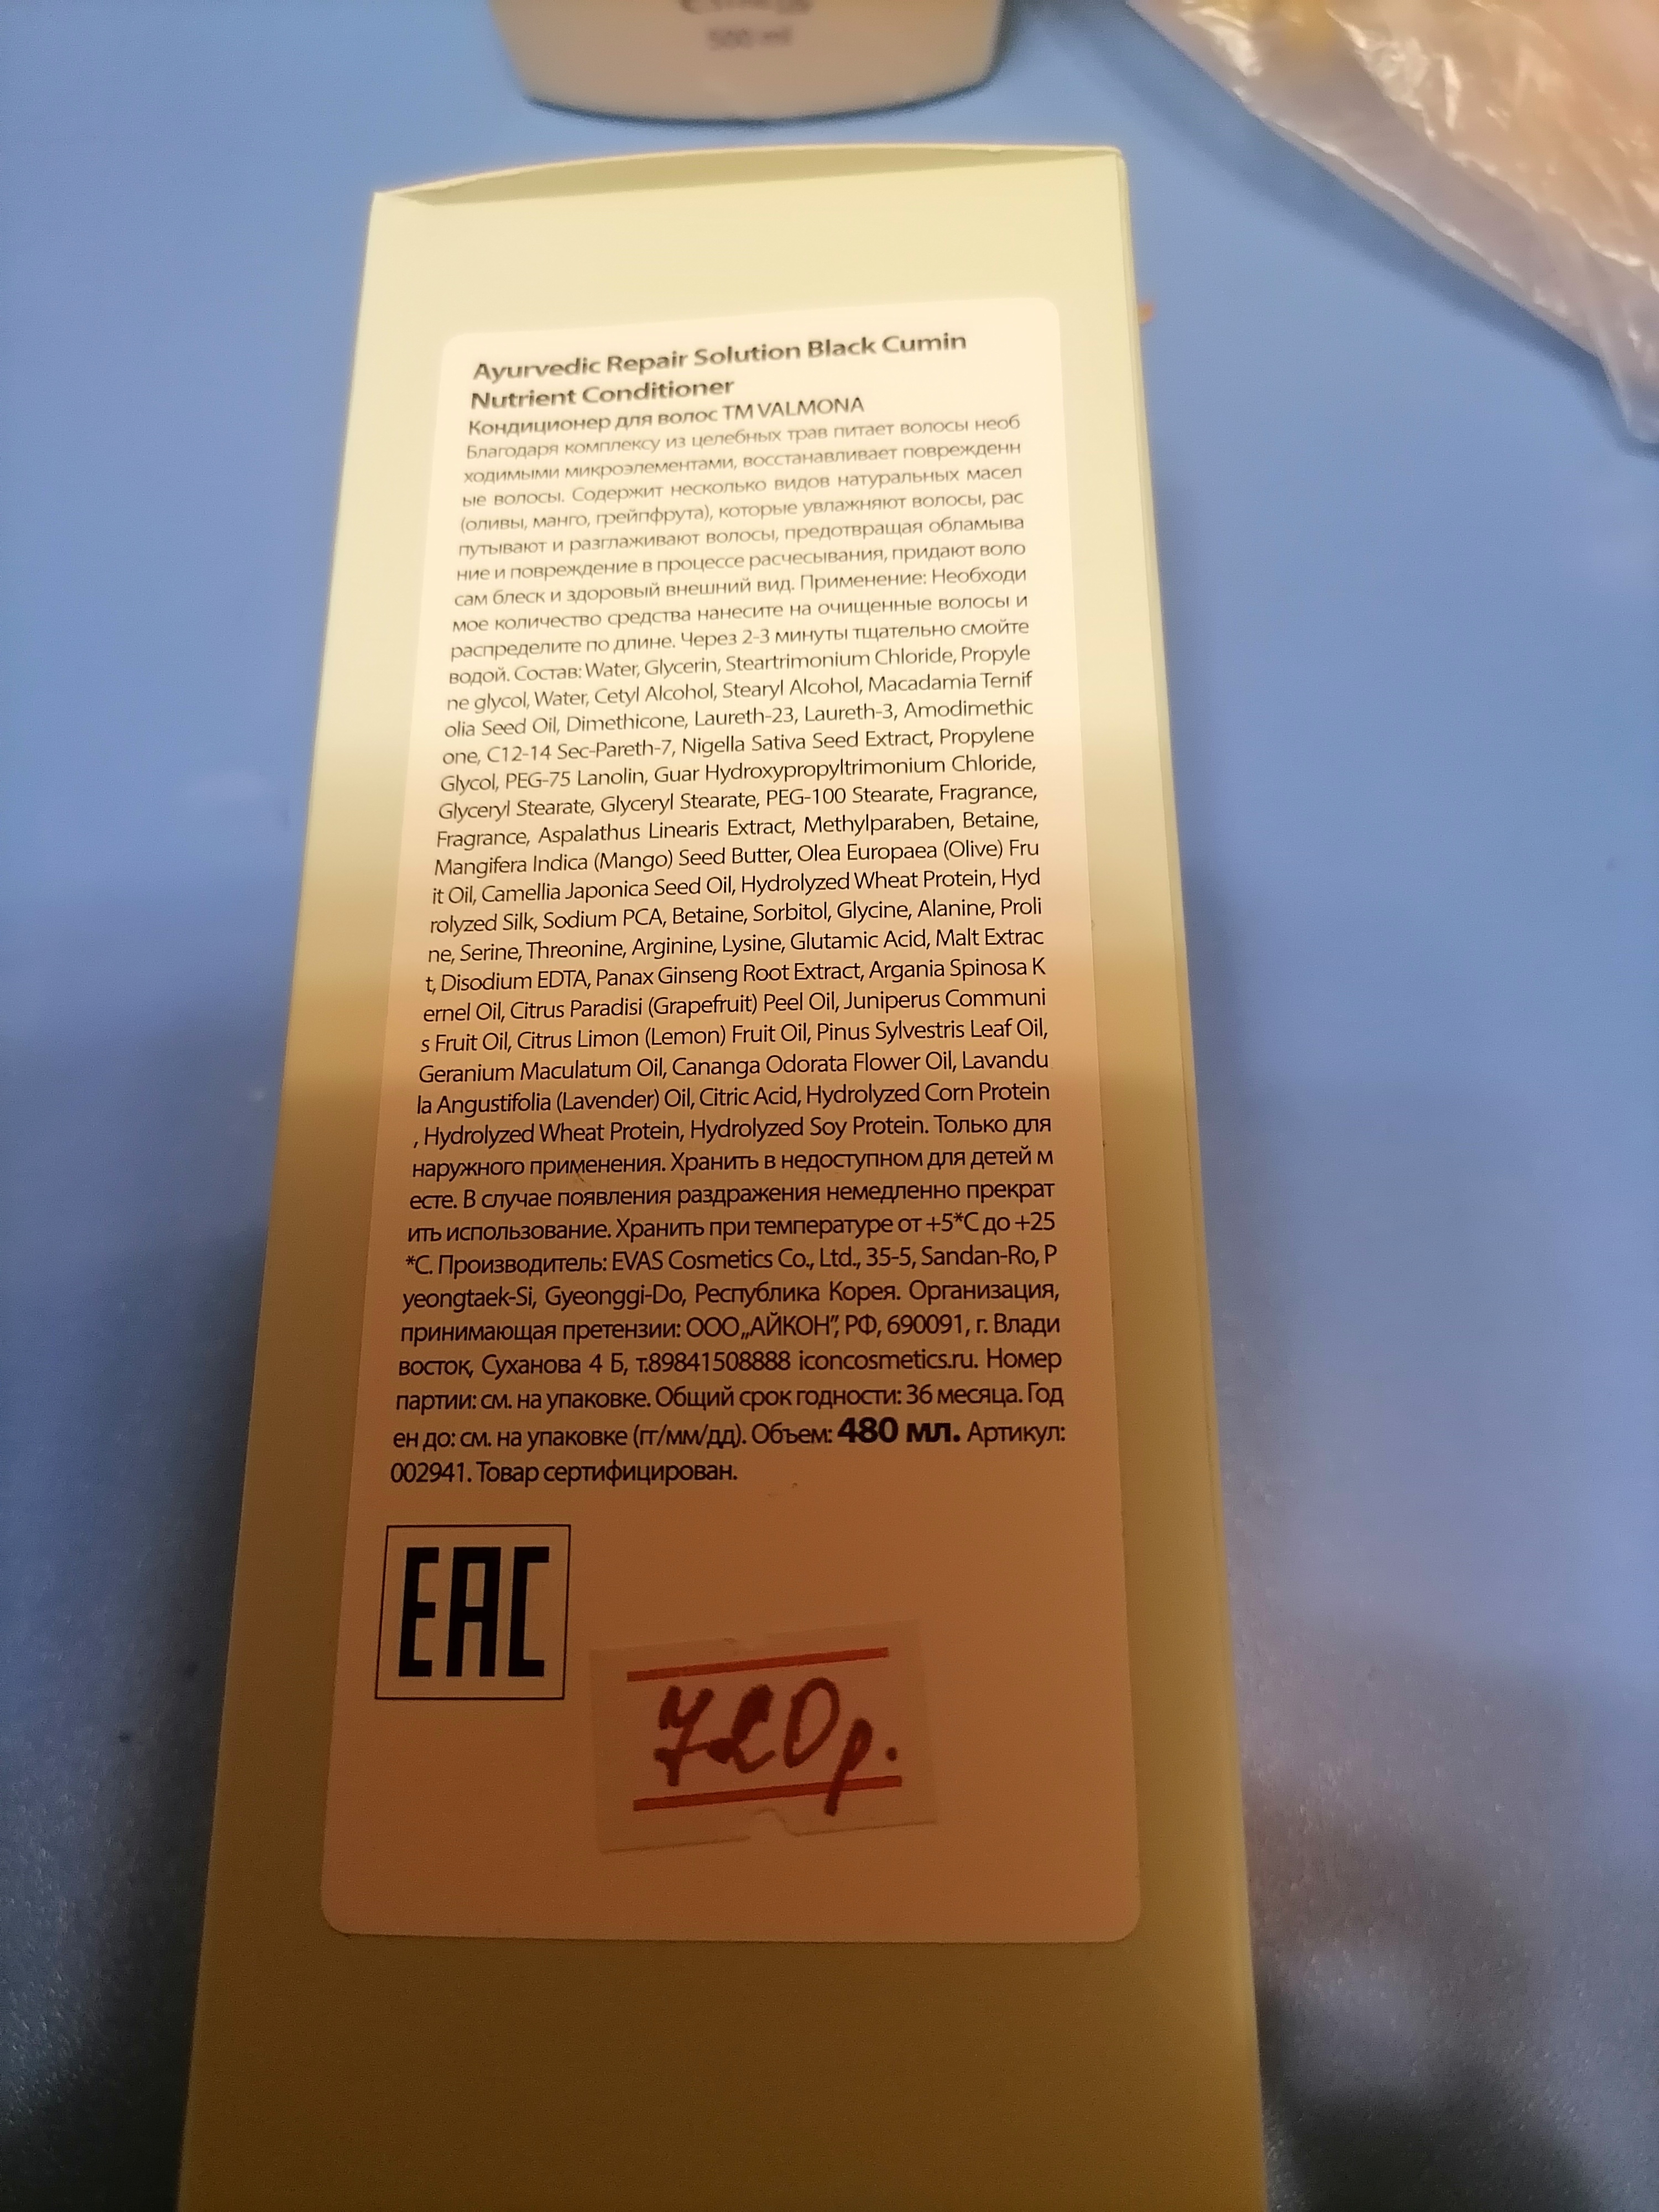 500 ml
Ayurvedic Repair Solution Black Cumin
Nutrient Conditioner
Кондиционер для волос ТМ VALMONA
Благодаря комплексу из целебных трав питает волосы необ
ходимыми микроэлементами, восстанавливает поврежденн
ые волосы. Содержит несколько видов натуральных масел
(оливы, манго, грейпфрута), которые увлажняют волосы, рас
путывают и разглаживают волосы, предотвращая обламыва
ние и повреждение в процессе расчесывания, придают воло
сам блеск и здоровый внешний вид. Применение: Необходи
мое количество средства нанесите на очищенные волосы и
распределите по длине. Через 2-3 минуты тщательно смойте
водой. Состав: Water, Glycerin, Steartrimonium Chloride, Propyle
ne glycol, Water, Cetyl Alcohol, Stearyl Alcohol, Macadamia Ternif
olia Seed Oil, Dimethicone, Laureth-23, Laureth-3, Amodimethic
one, C12-14 Sec-Pareth-7, Nigella Sativa Seed Extract, Propylene
Glycol, PEG-75 Lanolin, Guar Hydroxypropyltrimonium Chloride,
Glyceryl Stearate, Glyceryl Stearate, PEG-100 Stearate, Fragrance,
Fragrance, Aspalathus Linearis Extract, Methylparaben, Betaine,
Mangifera Indica (Mango) Seed Butter, Olea Europaea (Olive) Fru
it Oil, Camellia Japonica Seed Oil, Hydrolyzed Wheat Protein, Hyd
rolyzed Silk, Sodium PCA, Betaine, Sorbitol, Glycine, Alanine, Proli
ne, Serine, Threonine, Arginine, Lysine, Glutamic Acid, Malt Extrac
t, Disodium EDTA, Panax Ginseng Root Extract, Argania Spinosa K
ernel Oil, Citrus Paradisi (Grapefruit) Peel Oil, Juniperus Communi
s Fruit Oil, Citrus Limon (Lemon) Fruit Oil, Pinus Sylvestris Leaf Oil,
Geranium Maculatum Oil, Cananga Odorata Flower Oil, Lavandu
la Angustifolia (Lavender) Oil, Citric Acid, Hydrolyzed Corn Protein
, Hydrolyzed Wheat Protein, Hydrolyzed Soy Protein. Только для
наружного применения. Хранить в недоступном для детей м
есте. В случае появления раздражения немедленно прекрат
ить использование. Хранить при температуре от +5*С до +25
*С. Производитель: EVAS Cosmetics Co., Ltd., 35-5, Sandan-Ro, P
yeongtaek-Si, Gyeonggi-Do, Республика Корея. Организация,
принимающая претензии: ООО „АЙКОН”, РФ, 690091, г. Влади
восток, Суханова 4 Б, т.89841508888 iconcosmetics.ru. Номер
партии: см. на упаковке. Общий срок годности: 36 месяца. Год
ен до: см. на упаковке (гг/мм/дд). Объем: 480 мл. Артикул:
002941. Товар сертифицирован.
EAC
720р.